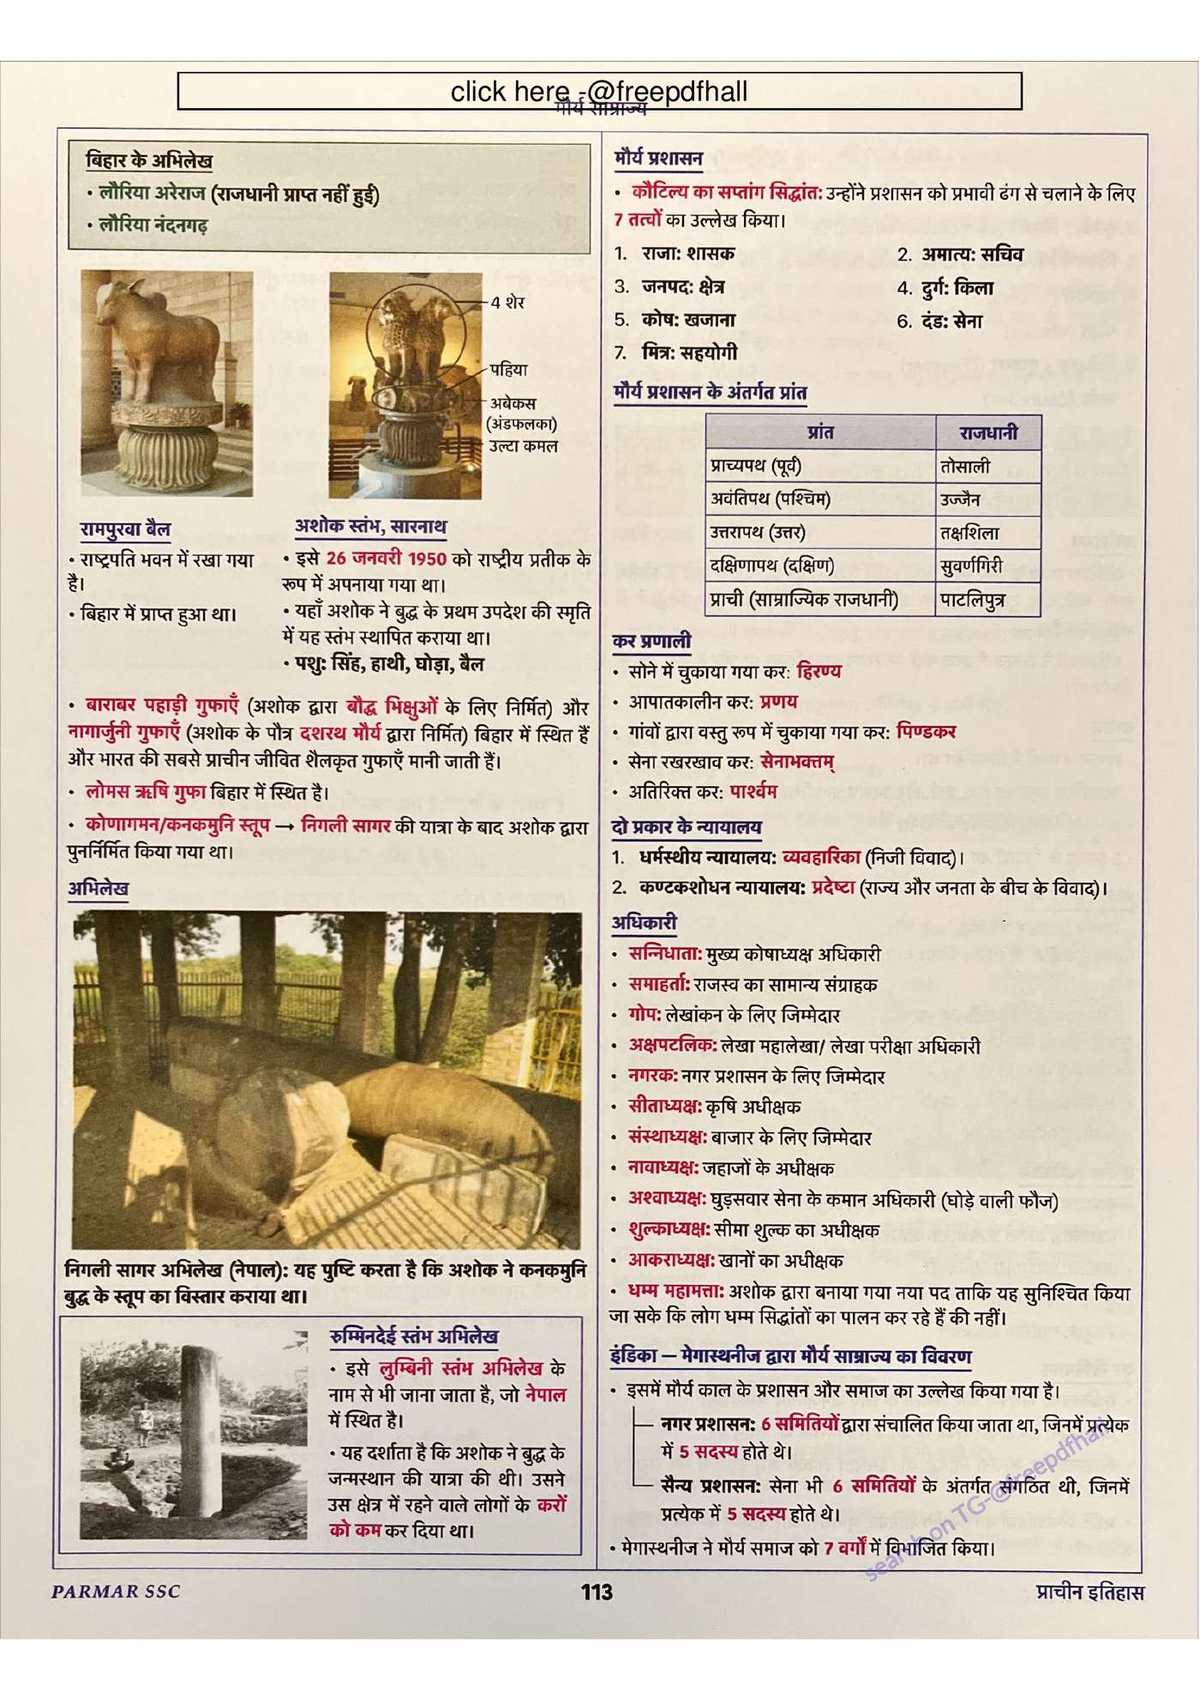 click here -@freepdfhall
मौर्य साम्राज्य
बिहार के अभिलेख
• लौरिया अरेराज (राजधानी प्राप्त नहीं हुई)
• लौरिया नंदनगढ़
4 शेर
पहिया
अबेकस
(अंडफलका)
उल्टा कमल
रामपुरवा बैल
• राष्ट्रपति भवन में रखा गया
है।
• बिहार में प्राप्त हुआ था।
अशोक स्तंभ, सारनाथ
• इसे 26 जनवरी 1950 को राष्ट्रीय प्रतीक के
रूप में अपनाया गया था।
• यहाँ अशोक ने बुद्ध के प्रथम उपदेश की स्मृति
में यह स्तंभ स्थापित कराया था।
• पशु: सिंह, हाथी, घोड़ा, बैल
• बाराबर पहाड़ी गुफाएँ (अशोक द्वारा बौद्ध भिक्षुओं के लिए निर्मित) और
नागार्जुनी गुफाएँ (अशोक के पौत्र दशरथ मौर्य द्वारा निर्मित) बिहार में स्थित हैं
और भारत की सबसे प्राचीन जीवित शैलकृत गुफाएँ मानी जाती हैं।
• लोमस ऋषि गुफा बिहार में स्थित है।
• कोणागमन/कनकमुनि स्तूप → निगली सागर की यात्रा के बाद अशोक द्वारा
पुनर्निर्मित किया गया था।
अभिलेख
निगली सागर अभिलेख (नेपाल): यह पुष्टि करता है कि अशोक ने कनकमुनि
बुद्ध के स्तूप का विस्तार कराया था।
रुम्मिनदेई स्तंभ अभिलेख
• इसे लुम्बिनी स्तंभ अभिलेख के
नाम से भी जाना जाता है, जो नेपाल
में स्थित है।
• यह दर्शाता है कि अशोक ने बुद्ध के
जन्मस्थान की यात्रा की थी। उसने
उस क्षेत्र में रहने वाले लोगों के करों
को कम कर दिया था।
मौर्य प्रशासन
• कौटिल्य का सप्तांग सिद्धांत: उन्होंने प्रशासन को प्रभावी ढंग से चलाने के लिए
7 तत्वों का उल्लेख किया।
1. राजा: शासक 2. अमात्य: सचिव
3. जनपद: क्षेत्र 4. दुर्ग: किला
5. कोष: खजाना 6. दंड: सेना
7. मित्र: सहयोगी
मौर्य प्रशासन के अंतर्गत प्रांत
प्रांत राजधानी
प्राच्यपथ (पूर्व) तोसाली
अवंतिपथ (पश्चिम) उज्जैन
उत्तरापथ (उत्तर) तक्षशिला
दक्षिणापथ (दक्षिण) सुवर्णगिरी
प्राची (साम्राज्यिक राजधानी) पाटलिपुत्र
कर प्रणाली
• सोने में चुकाया गया कर: हिरण्य
• आपातकालीन कर: प्रणय
• गांवों द्वारा वस्तु रूप में चुकाया गया कर: पिण्डकर
• सेना रखरखाव कर: सेनाभक्तम्
• अतिरिक्त कर: पार्श्वम
दो प्रकार के न्यायालय
1. धर्मस्थीय न्यायालय: व्यवहारिका (निजी विवाद)।
2. कण्टकशोधन न्यायालय: प्रदेष्टा (राज्य और जनता के बीच के विवाद)।
अधिकारी
• सन्निधाता: मुख्य कोषाध्यक्ष अधिकारी
• समाहर्ता: राजस्व का सामान्य संग्राहक
• गोप: लेखांकन के लिए जिम्मेदार
• अक्षपटलिक: लेखा महालेखा/ लेखा परीक्षा अधिकारी
• नगरक: नगर प्रशासन के लिए जिम्मेदार
• सीताध्यक्ष: कृषि अधीक्षक
• संस्थाध्यक्ष: बाजार के लिए जिम्मेदार
• नावाध्यक्ष: जहाजों के अधीक्षक
• अश्वाध्यक्ष: घुड़सवार सेना के कमान अधिकारी (घोड़े वाली फौज)
• शुल्काध्यक्ष: सीमा शुल्क का अधीक्षक
• आकराध्यक्ष: खानों का अधीक्षक
• धम्म महामत्ता: अशोक द्वारा बनाया गया नया पद ताकि यह सुनिश्चित किया
जा सके कि लोग धम्म सिद्धांतों का पालन कर रहे हैं की नहीं।
इंडिका – मेगास्थनीज द्वारा मौर्य साम्राज्य का विवरण
• इसमें मौर्य काल के प्रशासन और समाज का उल्लेख किया गया है।
नगर प्रशासन: 6 समितियों द्वारा संचालित किया जाता था, जिनमें प्रत्येक
में 5 सदस्य होते थे।
सैन्य प्रशासन: सेना भी 6 समितियों के अंतर्गत संगठित थी, जिनमें
प्रत्येक में 5 सदस्य होते थे।
• मेगास्थनीज ने मौर्य समाज को 7 वर्गों में विभाजित किया।
search on TG-@freepdfhall
PARMAR SSC 113 प्राचीन इतिहास